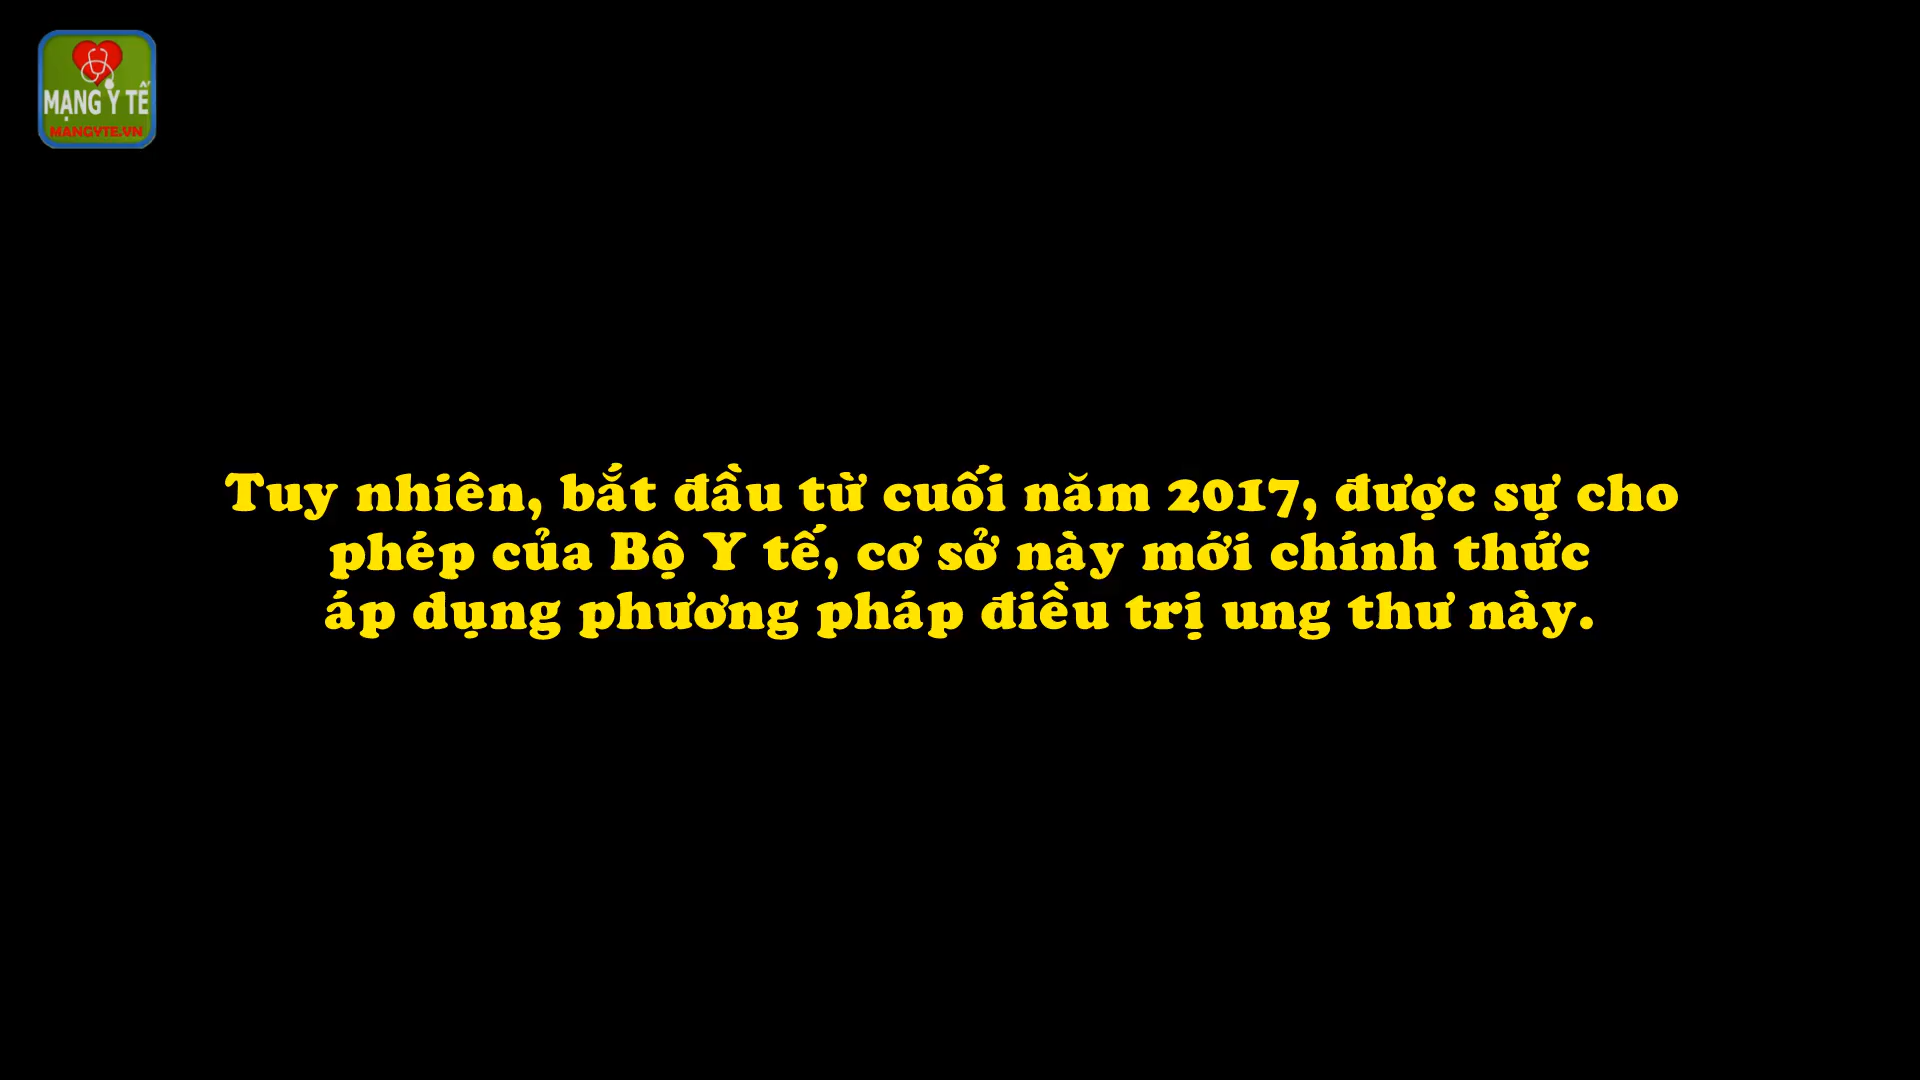 MẠNG Y TẾ
MANGYTE.VN
Tuy nhiên, bắt đầu từ cuối năm 2017, được sự cho
phép của Bộ Y tế, cơ sở này mới chính thức
áp dụng phương pháp điều trị ung thư này.